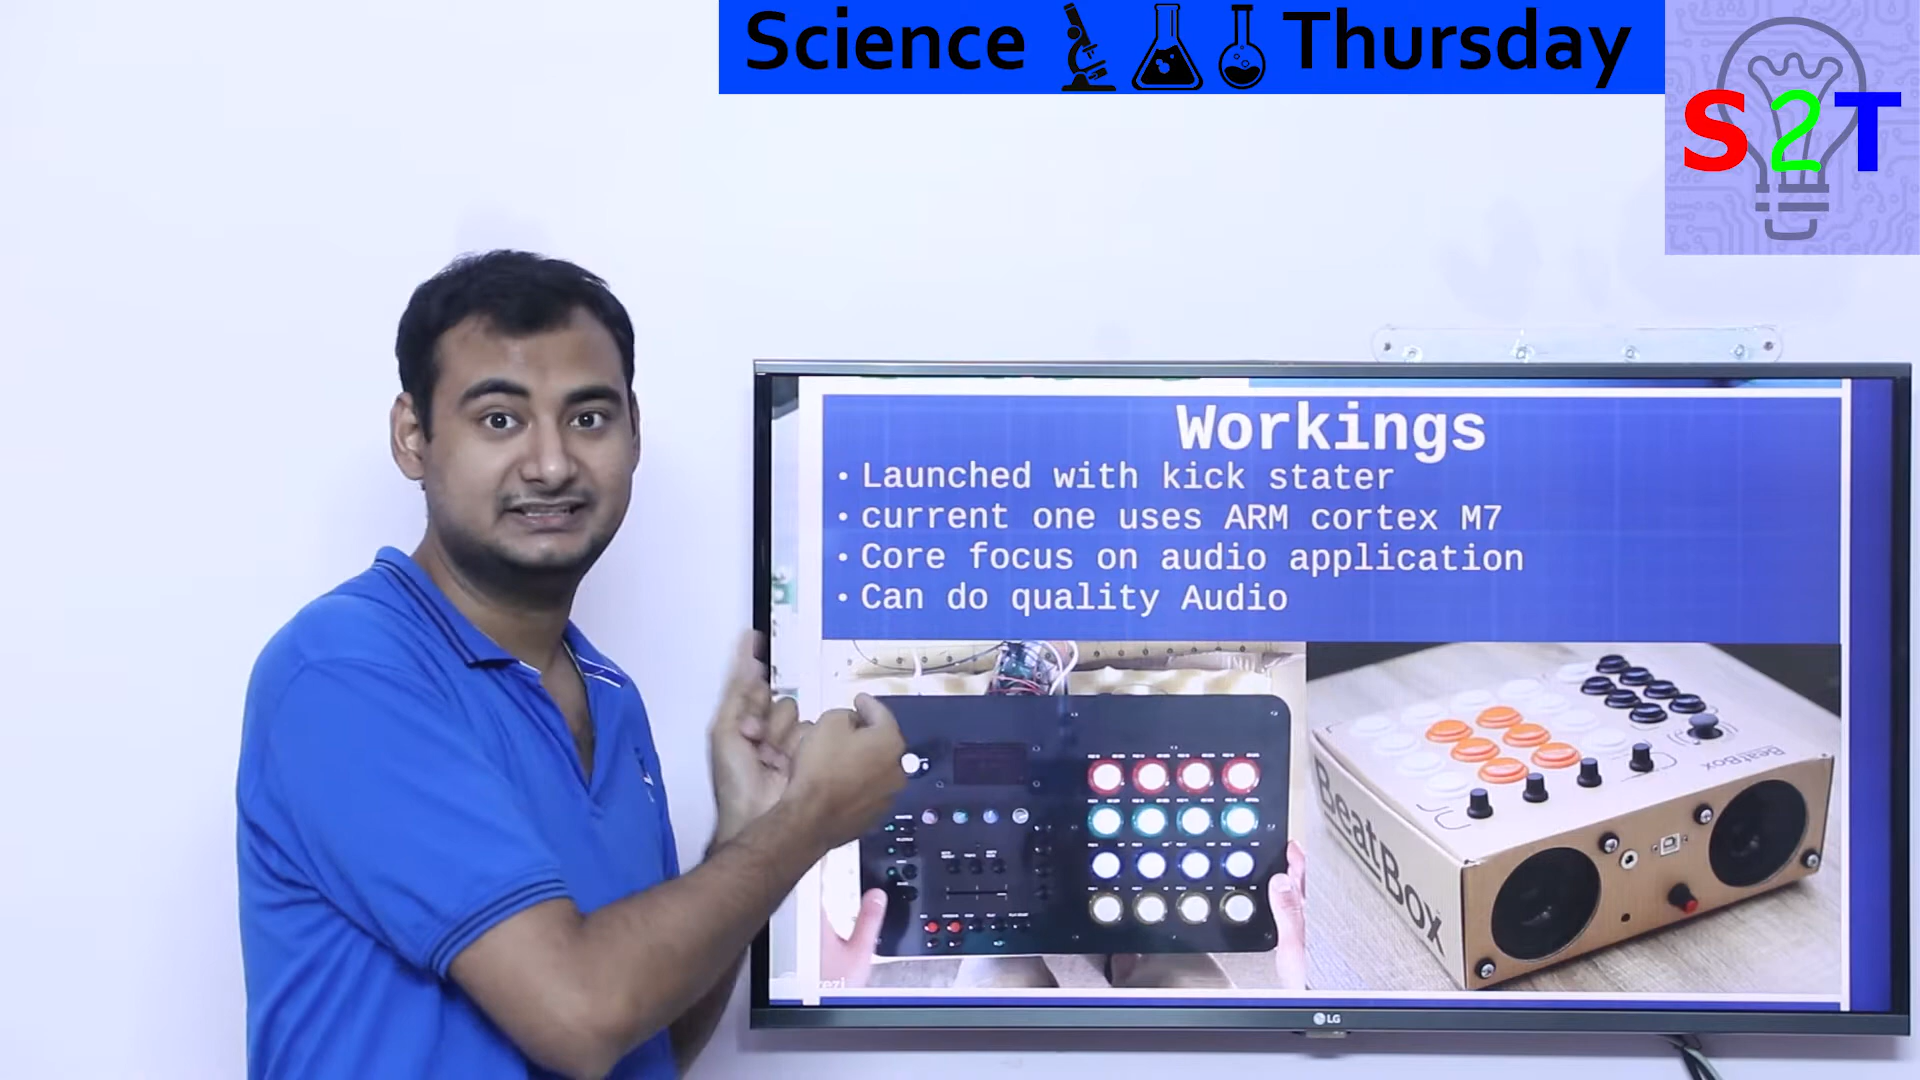 Science Thursday
S2T
Workings
• Launched with kick stater
• current one uses ARM cortex M7
• Core focus on audio application
• Can do quality Audio
BeatBox
BeatBox
LG